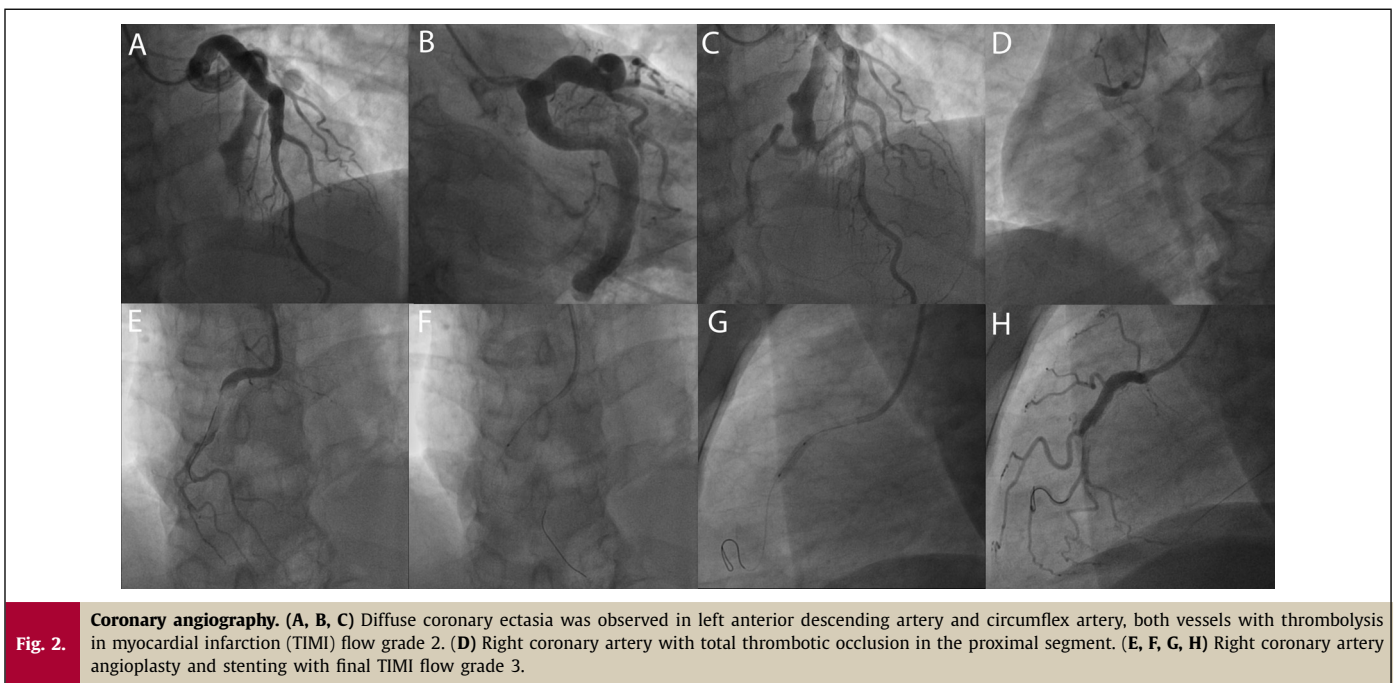 A
B
C
D
E
F
G
H
Fig. 2.
Coronary angiography. (A, B, C) Diffuse coronary ectasia was observed in left anterior descending artery and circumflex artery, both vessels with thrombolysis
in myocardial infarction (TIMI) flow grade 2. (D) Right coronary artery with total thrombotic occlusion in the proximal segment. (E, F, G, H) Right coronary artery
angioplasty and stenting with final TIMI flow grade 3.